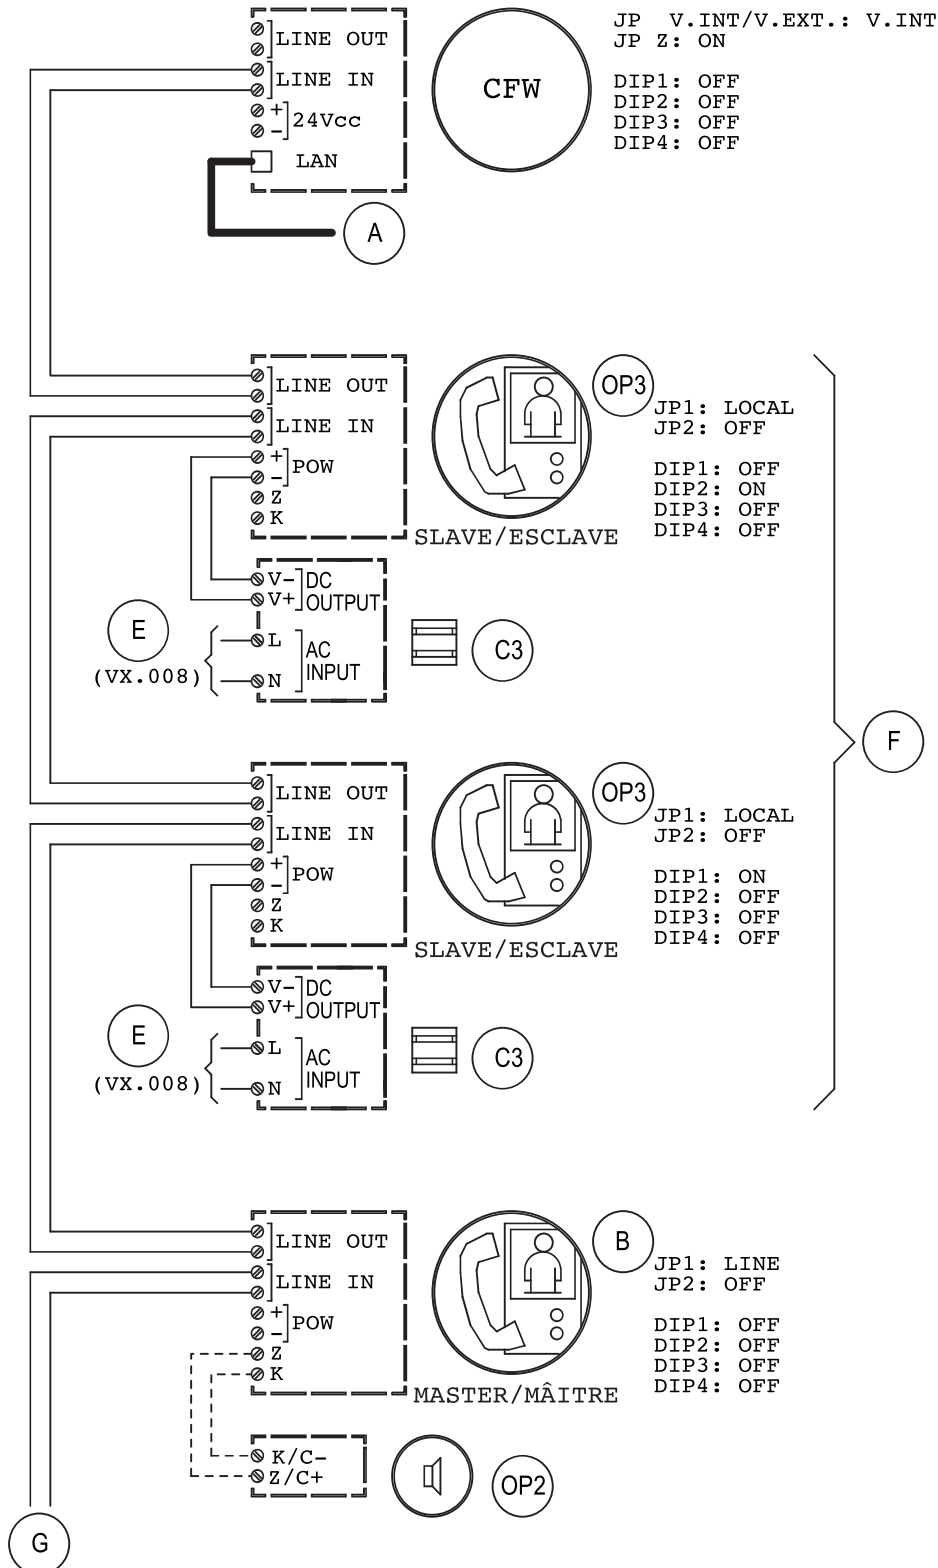 LINE OUT
LINE IN
+
-
24Vcc
LAN
CFW
JP V.INT/V.EXT.: V.INT
JP Z: ON
DIP1: OFF
DIP2: OFF
DIP3: OFF
DIP4: OFF
A
LINE OUT
LINE IN
+
-
POW
Z
K
OP3
JP1: LOCAL
JP2: OFF
DIP1: OFF
DIP2: ON
DIP3: OFF
DIP4: OFF
SLAVE/ESCLAVE
V-
V+
DC
OUTPUT
L
N
AC
INPUT
E
(VX.008)
C3
F
LINE OUT
LINE IN
+
-
POW
Z
K
OP3
JP1: LOCAL
JP2: OFF
DIP1: ON
DIP2: OFF
DIP3: OFF
DIP4: OFF
SLAVE/ESCLAVE
V-
V+
DC
OUTPUT
L
N
AC
INPUT
E
(VX.008)
C3
LINE OUT
LINE IN
+
-
POW
Z
K
B
JP1: LINE
JP2: OFF
DIP1: OFF
DIP2: OFF
DIP3: OFF
DIP4: OFF
MASTER/MÂITRE
K/C-
Z/C+
OP2
G